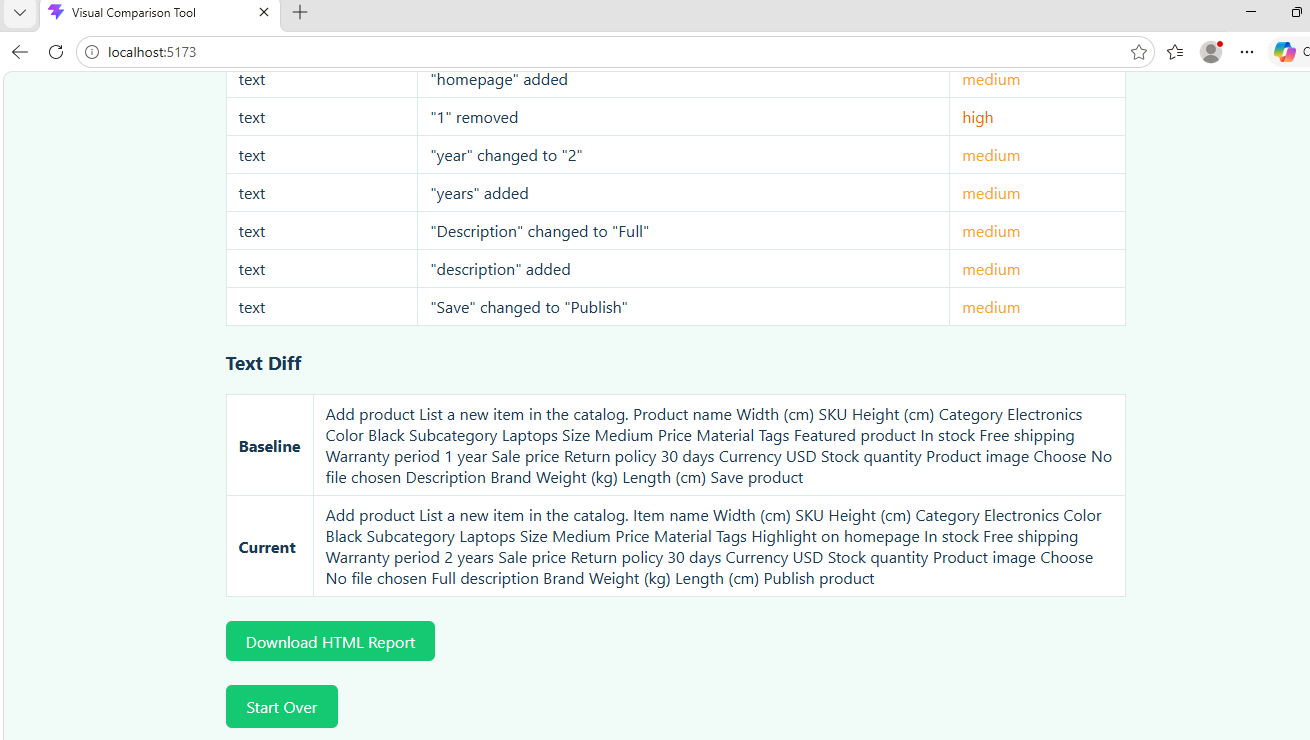 Visual Comparison Tool
localhost:5173
text "homepage" added medium
text "1" removed high
text "year" changed to "2" medium
text "years" added medium
text "Description" changed to "Full" medium
text "description" added medium
text "Save" changed to "Publish" medium
Text Diff
Baseline
Add product List a new item in the catalog. Product name Width (cm) SKU Height (cm) Category Electronics
Color Black Subcategory Laptops Size Medium Price Material Tags Featured product In stock Free shipping
Warranty period 1 year Sale price Return policy 30 days Currency USD Stock quantity Product image Choose No
file chosen Description Brand Weight (kg) Length (cm) Save product
Current
Add product List a new item in the catalog. Item name Width (cm) SKU Height (cm) Category Electronics Color
Black Subcategory Laptops Size Medium Price Material Tags Highlight on homepage In stock Free shipping
Warranty period 2 years Sale price Return policy 30 days Currency USD Stock quantity Product image Choose
No file chosen Full description Brand Weight (kg) Length (cm) Publish product
Download HTML Report
Start Over